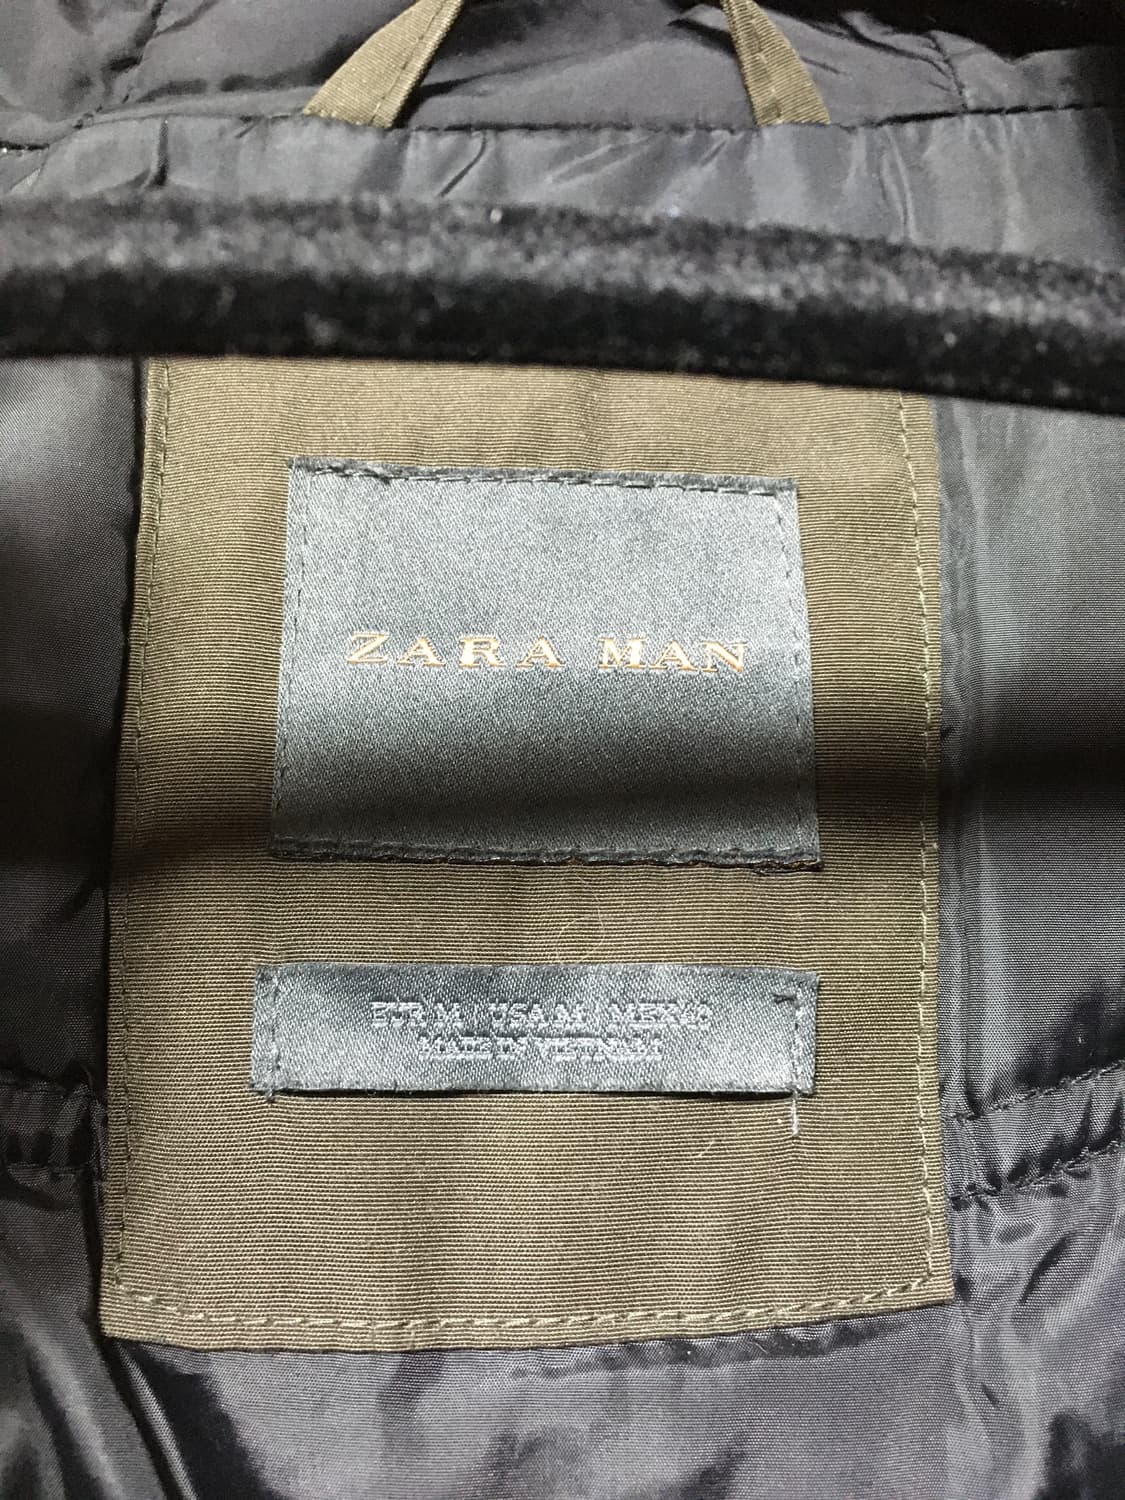 ZARA MAN
EUR M | USA M | MEX 40
MADE IN VIETNAM